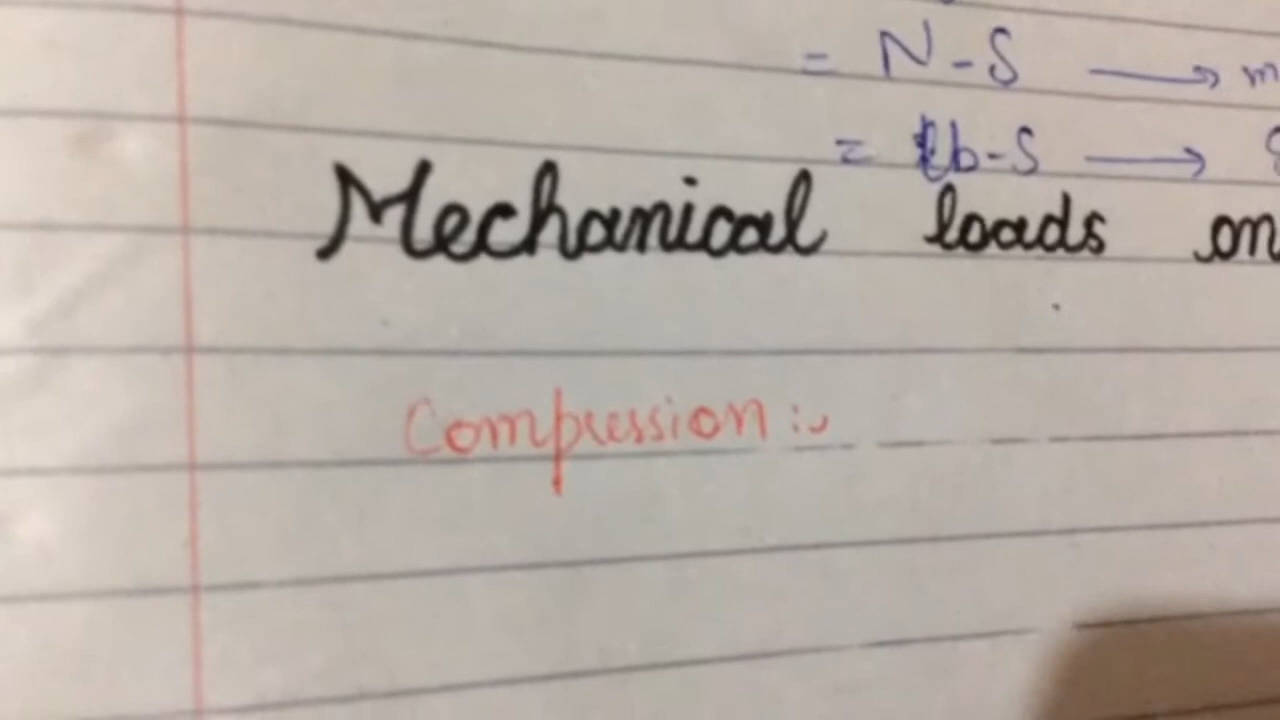 = N-S → m
= lb-S →
Mechanical loads on
Compression :-